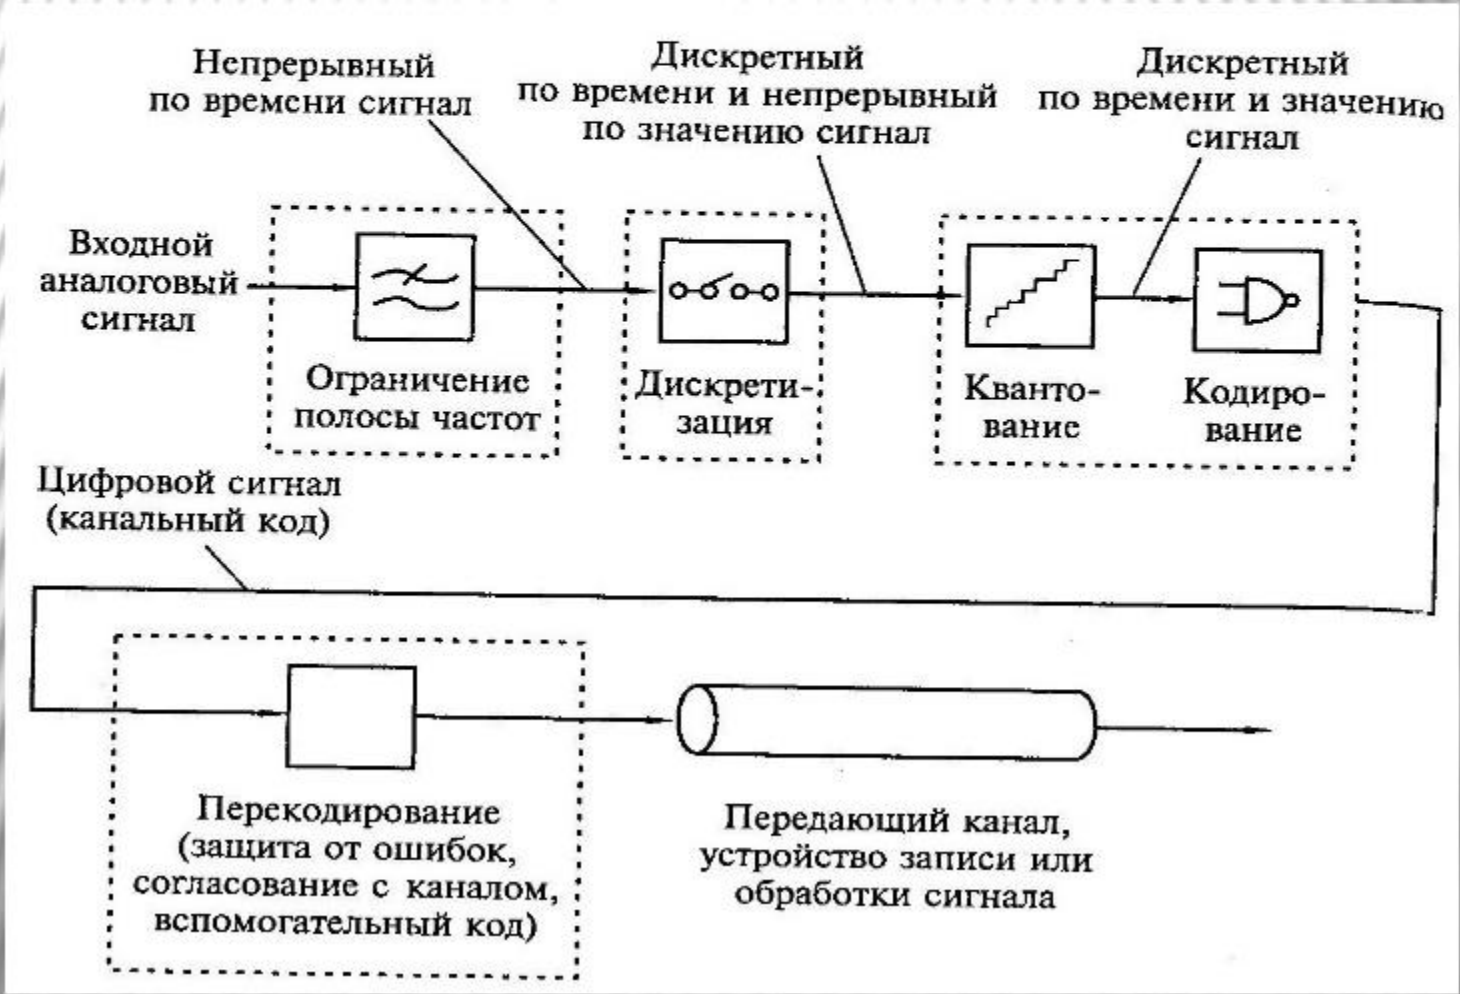 Непрерывный
по времени сигнал
Дискретный
по времени и непрерывный
по значению сигнал
Дискретный
по времени и значению
сигнал
Входной
аналоговый
сигнал
Ограничение
полосы частот
Дискрети-
зация
Кванто-
вание
Кодиро-
вание
Цифровой сигнал
(канальный код)
Перекодирование
(защита от ошибок,
согласование с каналом,
вспомогательный код)
Передающий канал,
устройство записи или
обработки сигнала